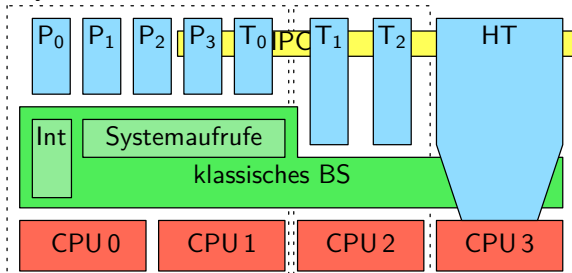 P0 P1 P2 P3 T0 IPC T1 T2 HT
Int Systemaufrufe
klassisches BS
CPU 0 CPU 1 CPU 2 CPU 3